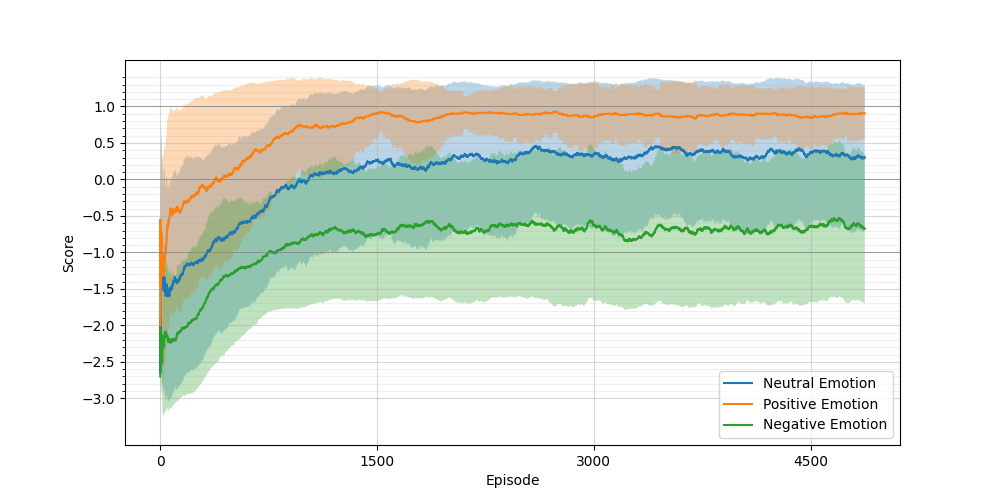 Score
1.0
0.5
0.0
−0.5
−1.0
−1.5
−2.0
−2.5
−3.0
0 1500 3000 4500
Episode
Neutral Emotion
Positive Emotion
Negative Emotion